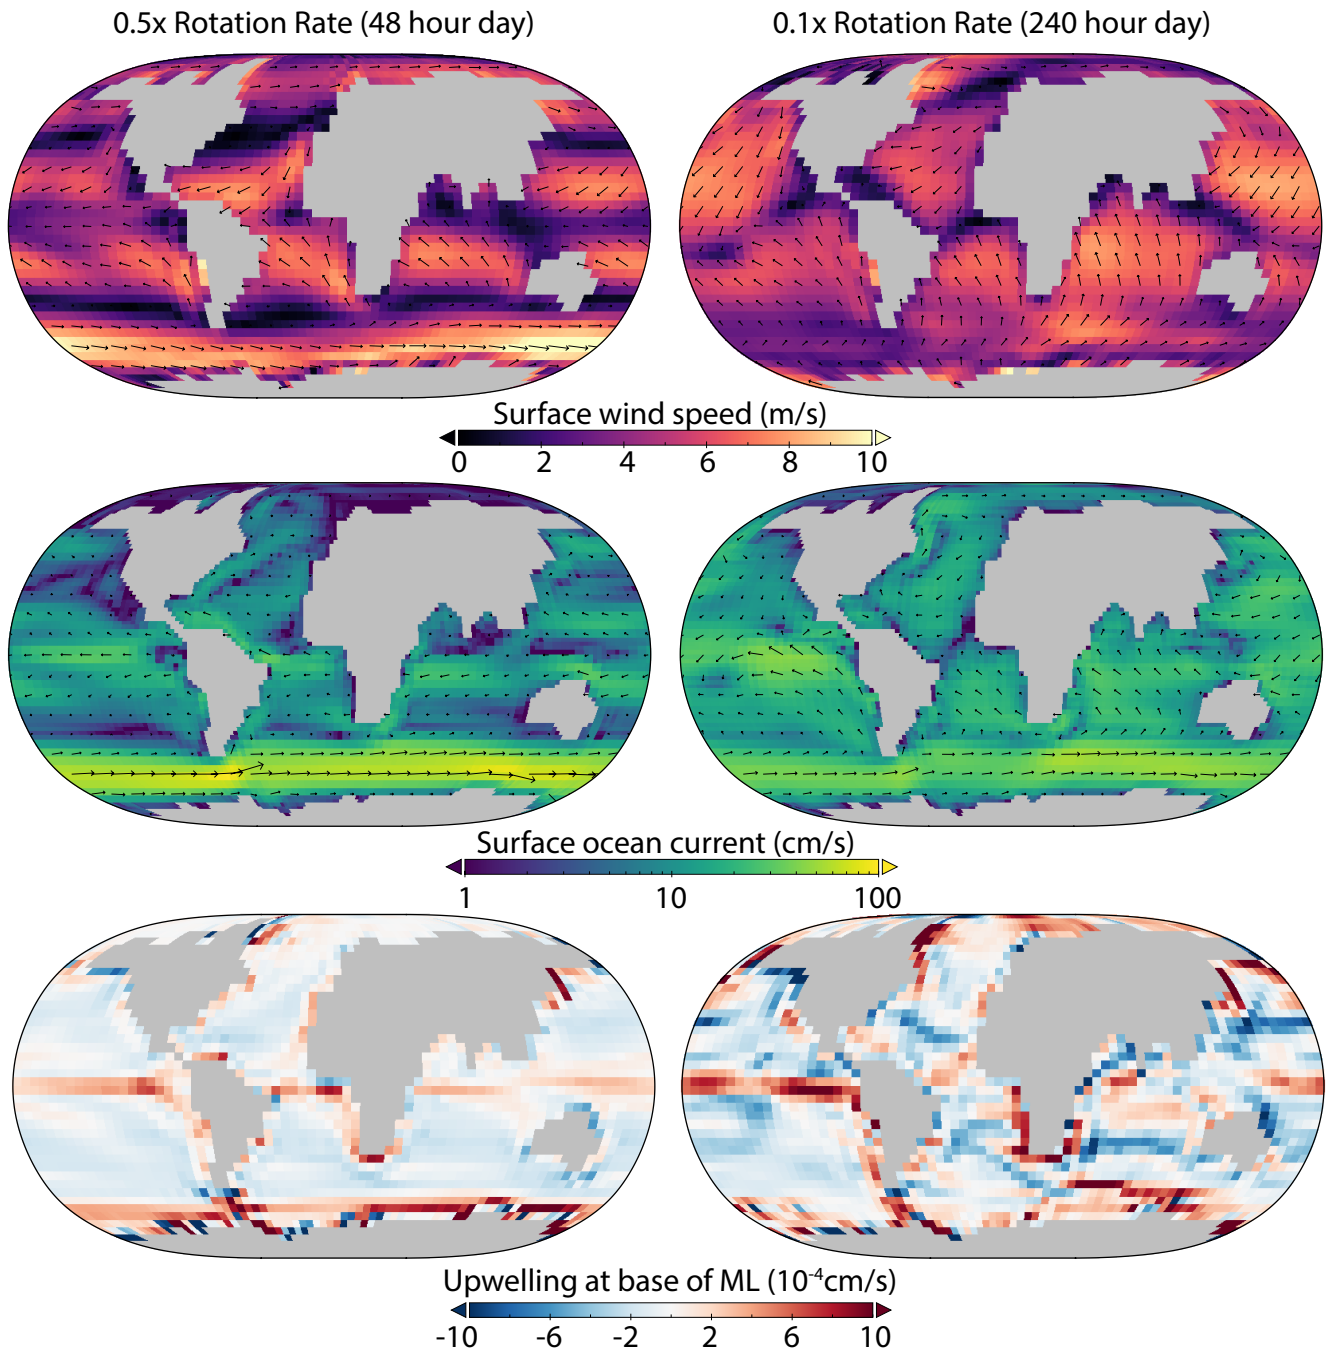 0.5x Rotation Rate (48 hour day)
0.1x Rotation Rate (240 hour day)
Surface wind speed (m/s)
0 2 4 6 8 10
Surface ocean current (cm/s)
1 10 100
Upwelling at base of ML (10⁻⁴cm/s)
-10 -6 -2 2 6 10